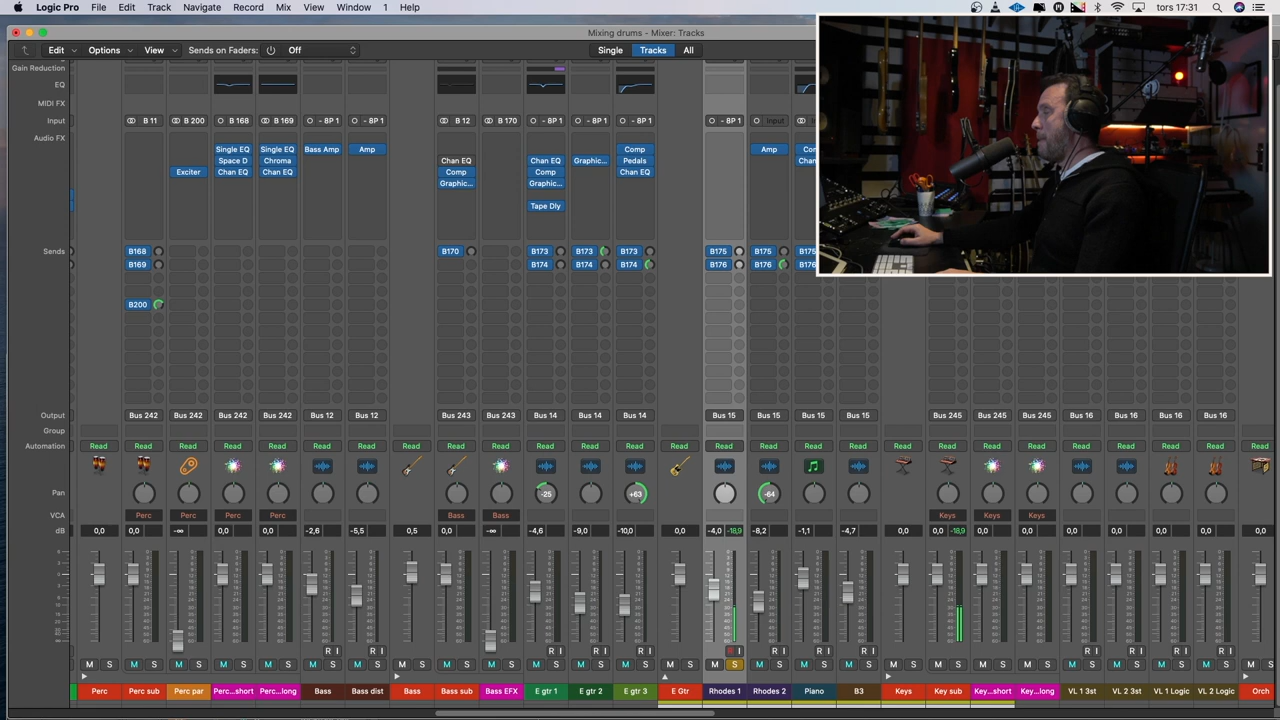 Logic Pro File Edit Track Navigate Record Mix View Window 1 Help tors 17:31
Mixing drums - Mixer: Tracks
Edit Options View Sends on Faders: Off Single Tracks All
Gain Reduction
EQ
MIDI FX
Input B 11 B 200 B 168 B 169 - 8P 1 - 8P 1 B 12 B 170 - 8P 1 - 8P 1 - 8P 1 - 8P 1 Input
Audio FX
Single EQ Single EQ Bass Amp Amp Comp Amp
Space D Chroma Chan EQ Chan EQ Graphic... Pedals
Exciter Chan EQ Chan EQ Comp Comp Chan EQ
Graphic... Graphic...
Tape Dly
Sends B168 B170 B173 B173 B173 B175 B175
B169 B174 B174 B174 B176 B176
B200
Output Bus 242 Bus 242 Bus 242 Bus 242 Bus 12 Bus 12 Bus 243 Bus 243 Bus 14 Bus 14 Bus 14 Bus 15 Bus 15 Bus 15 Bus 15 Bus 245 Bus 245 Bus 245 Bus 16 Bus 16 Bus 16 Bus 16
Group
Automation Read Read Read Read Read Read Read Read Read Read Read Read Read Read Read Read Read Read Read Read Read Read Read Read Read Read Read
Pan -25 +63 -64
VCA Perc Perc Perc Perc Bass Bass Keys Keys Keys
dB 0,0 0,0 -∞ 0,0 0,0 -2,6 -5,5 0,5 0,0 -∞ -4,6 -9,0 -10,0 0,0 -4,0 -18,9 -8,2 -1,1 -4,7 0,0 0,0 -18,9 0,0 0,0 0,0 0,0 0,0 0,0 0,0
R I R I R I R I R I R I R I R I R I R I R I R I R I
M S M S M S M S M S M S M S M S M S M S M S M S M S M S M S M S M S M S M S M S M S M S M S M S M S M S M
Perc Perc sub Perc par Perc...short Perc...long Bass Bass dist Bass Bass sub Bass EFX E gtr 1 E gtr 2 E gtr 3 E Gtr Rhodes 1 Rhodes 2 Piano B3 Keys Key sub Key...short Key...long VL 1 3st VL 2 3st VL 1 Logic VL 2 Logic Orch